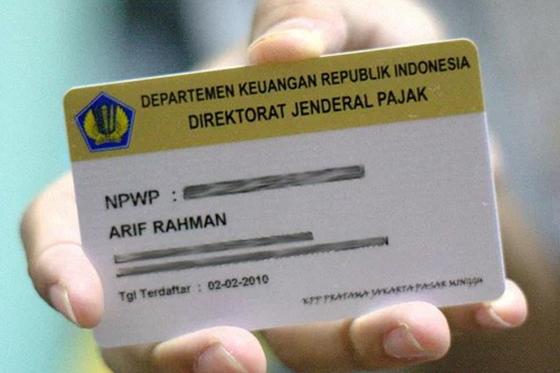 DEPARTEMEN KEUANGAN REPUBLIK INDONESIA
DIREKTORAT JENDERAL PAJAK
NPWP :
ARIF RAHMAN
Tgl Terdaftar : 02-02-2010
KPP PRATAMA JAKARTA PASAR MINGGU